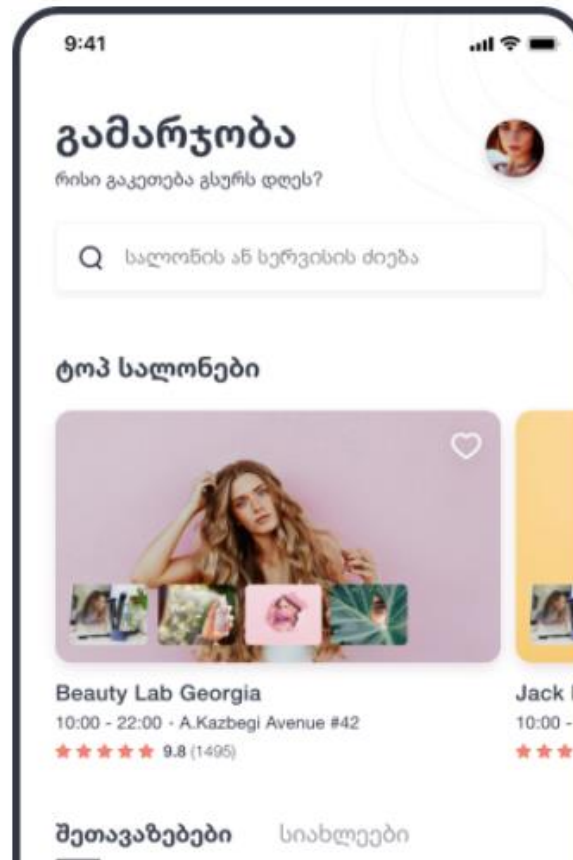 9:41
გამარჯობა
რისი გაკეთება გსურს დღეს?
სალონის ან სერვისის ძიება
ტოპ სალონები
Beauty Lab Georgia
10:00 - 22:00 • A.Kazbegi Avenue #42
9.8 (1495)
Jack
10:00 -
შეთავაზებები სიახლეები